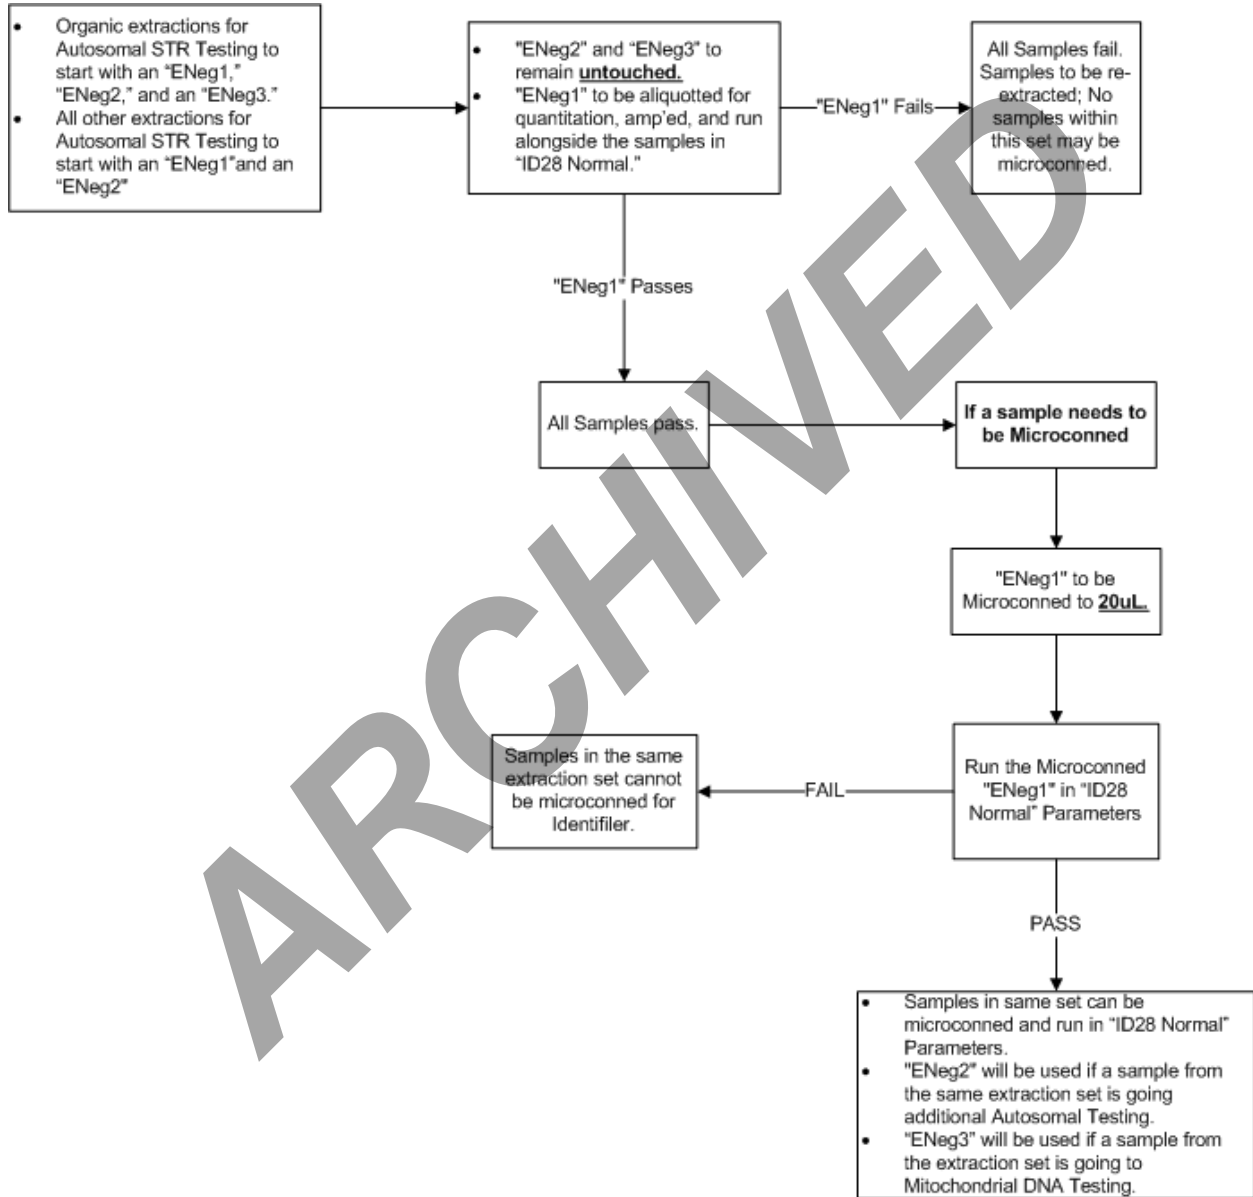 • Organic extractions for
Autosomal STR Testing to
start with an “ENeg1,”
“ENeg2,” and an “ENeg3.”
• All other extractions for
Autosomal STR Testing to
start with an “ENeg1”and an
“ENeg2”
• "ENeg2” and “ENeg3” to
remain untouched.
• "ENeg1” to be aliquotted for
quantitation, amp’ed, and run
alongside the samples in
“ID28 Normal.”
"ENeg1” Fails
All Samples fail.
Samples to be re-
extracted; No
samples within
this set may be
microconned.
"ENeg1” Passes
All Samples pass.
If a sample needs to
be Microconned
"ENeg1” to be
Microconned to 20uL.
Run the Microconned
"ENeg1” in “ID28
Normal” Parameters
FAIL
Samples in the same
extraction set cannot
be microconned for
Identifiler.
PASS
• Samples in same set can be
microconned and run in “ID28 Normal”
Parameters.
• "ENeg2” will be used if a sample from
the same extraction set is going
additional Autosomal Testing.
• “ENeg3” will be used if a sample from
the extraction set is going to
Mitochondrial DNA Testing.
ARCHIVED